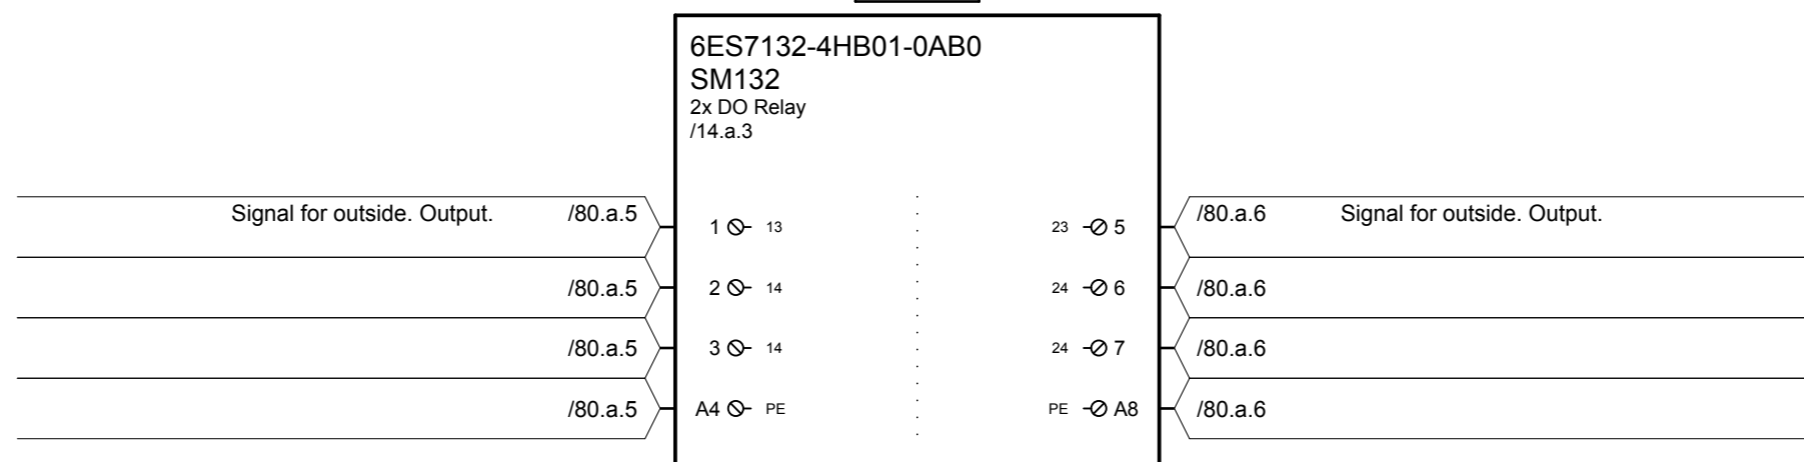 6ES7132-4HB01-0AB0
SM132
2x DO Relay
/14.a.3
Signal for outside. Output. /80.a.5 1 13 23 5 /80.a.6 Signal for outside. Output.
/80.a.5 2 14 24 6 /80.a.6
/80.a.5 3 14 24 7 /80.a.6
/80.a.5 A4 PE PE A8 /80.a.6